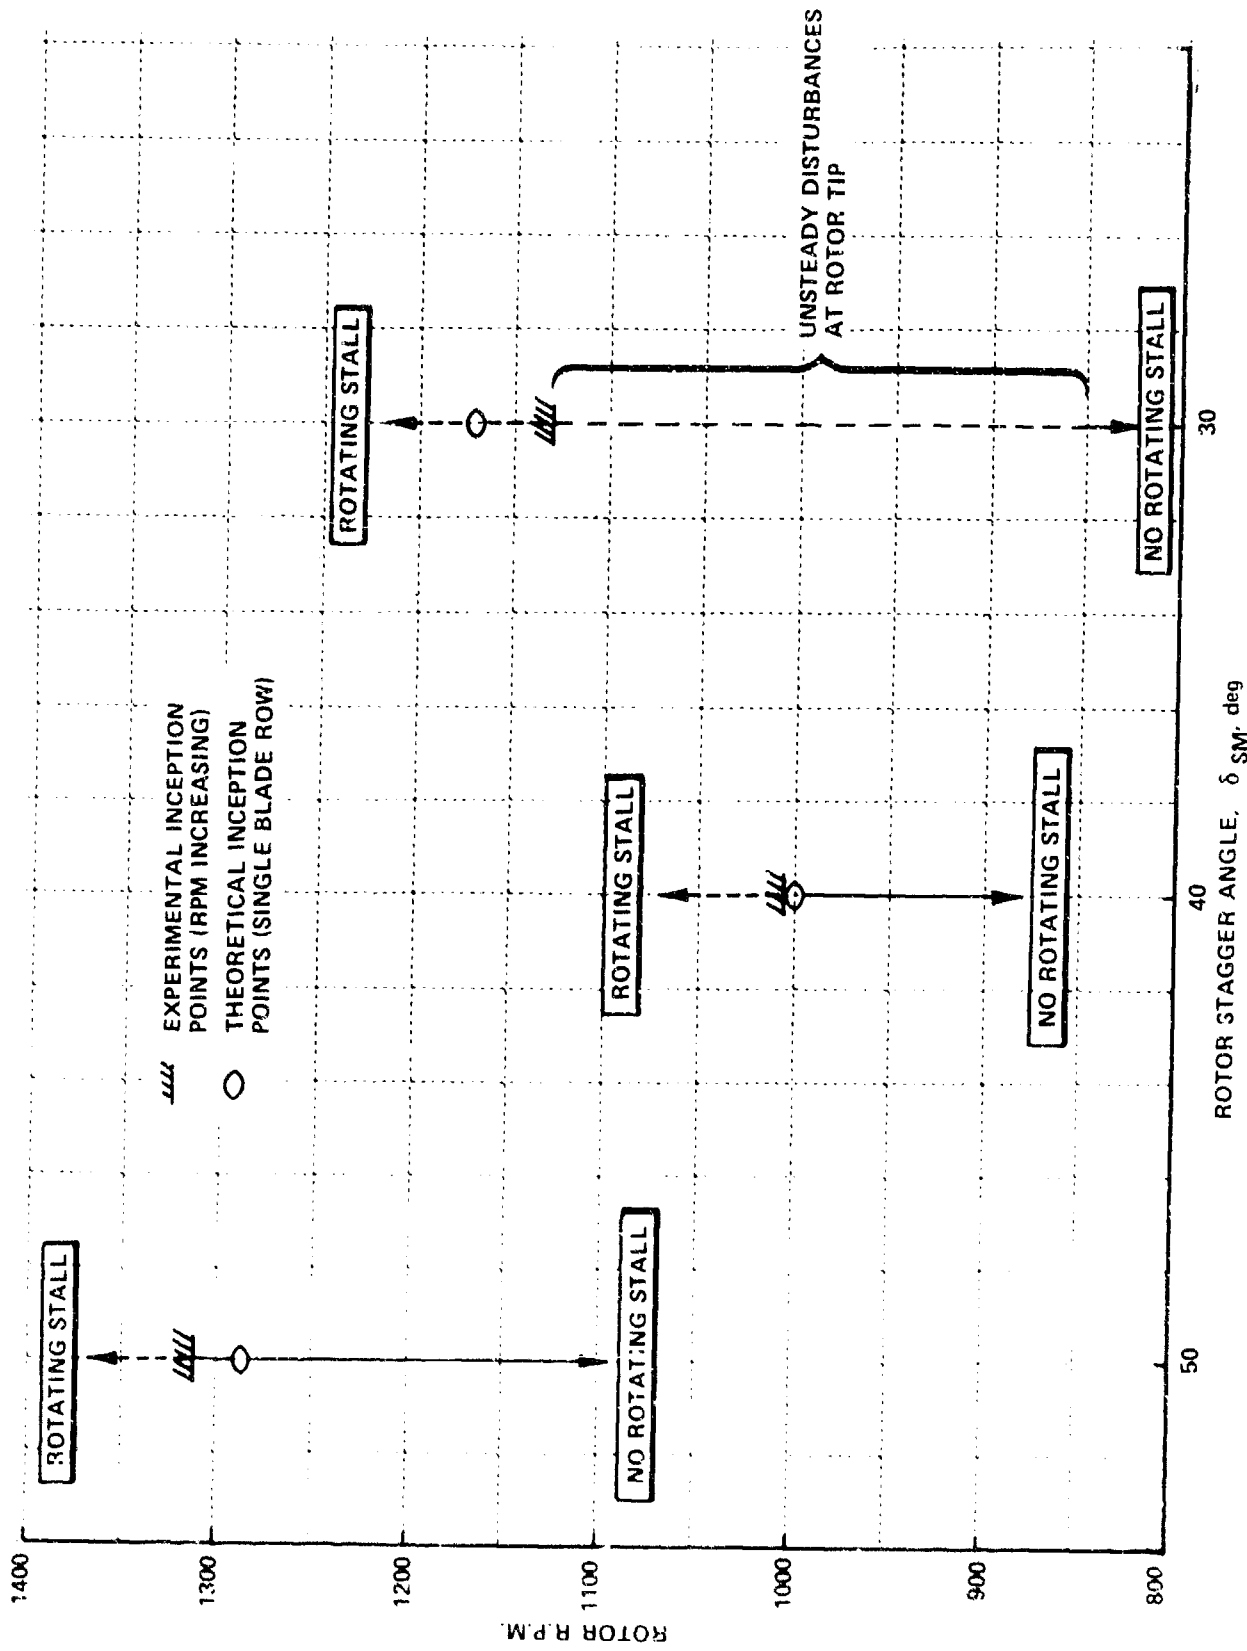 1400
1300
1200
1100
1000
900
800
ROTOR R.P.M.
EXPERIMENTAL INCEPTION
POINTS (RPM INCREASING)
THEORETICAL INCEPTION
POINTS (SINGLE BLADE ROW)
ROTATING STALL
NO ROTATING STALL
ROTATING STALL
NO ROTATING STALL
ROTATING STALL
NO ROTATING STALL
UNSTEADY DISTURBANCES
AT ROTOR TIP
50
40
30
ROTOR STAGGER ANGLE, δ SM, deg